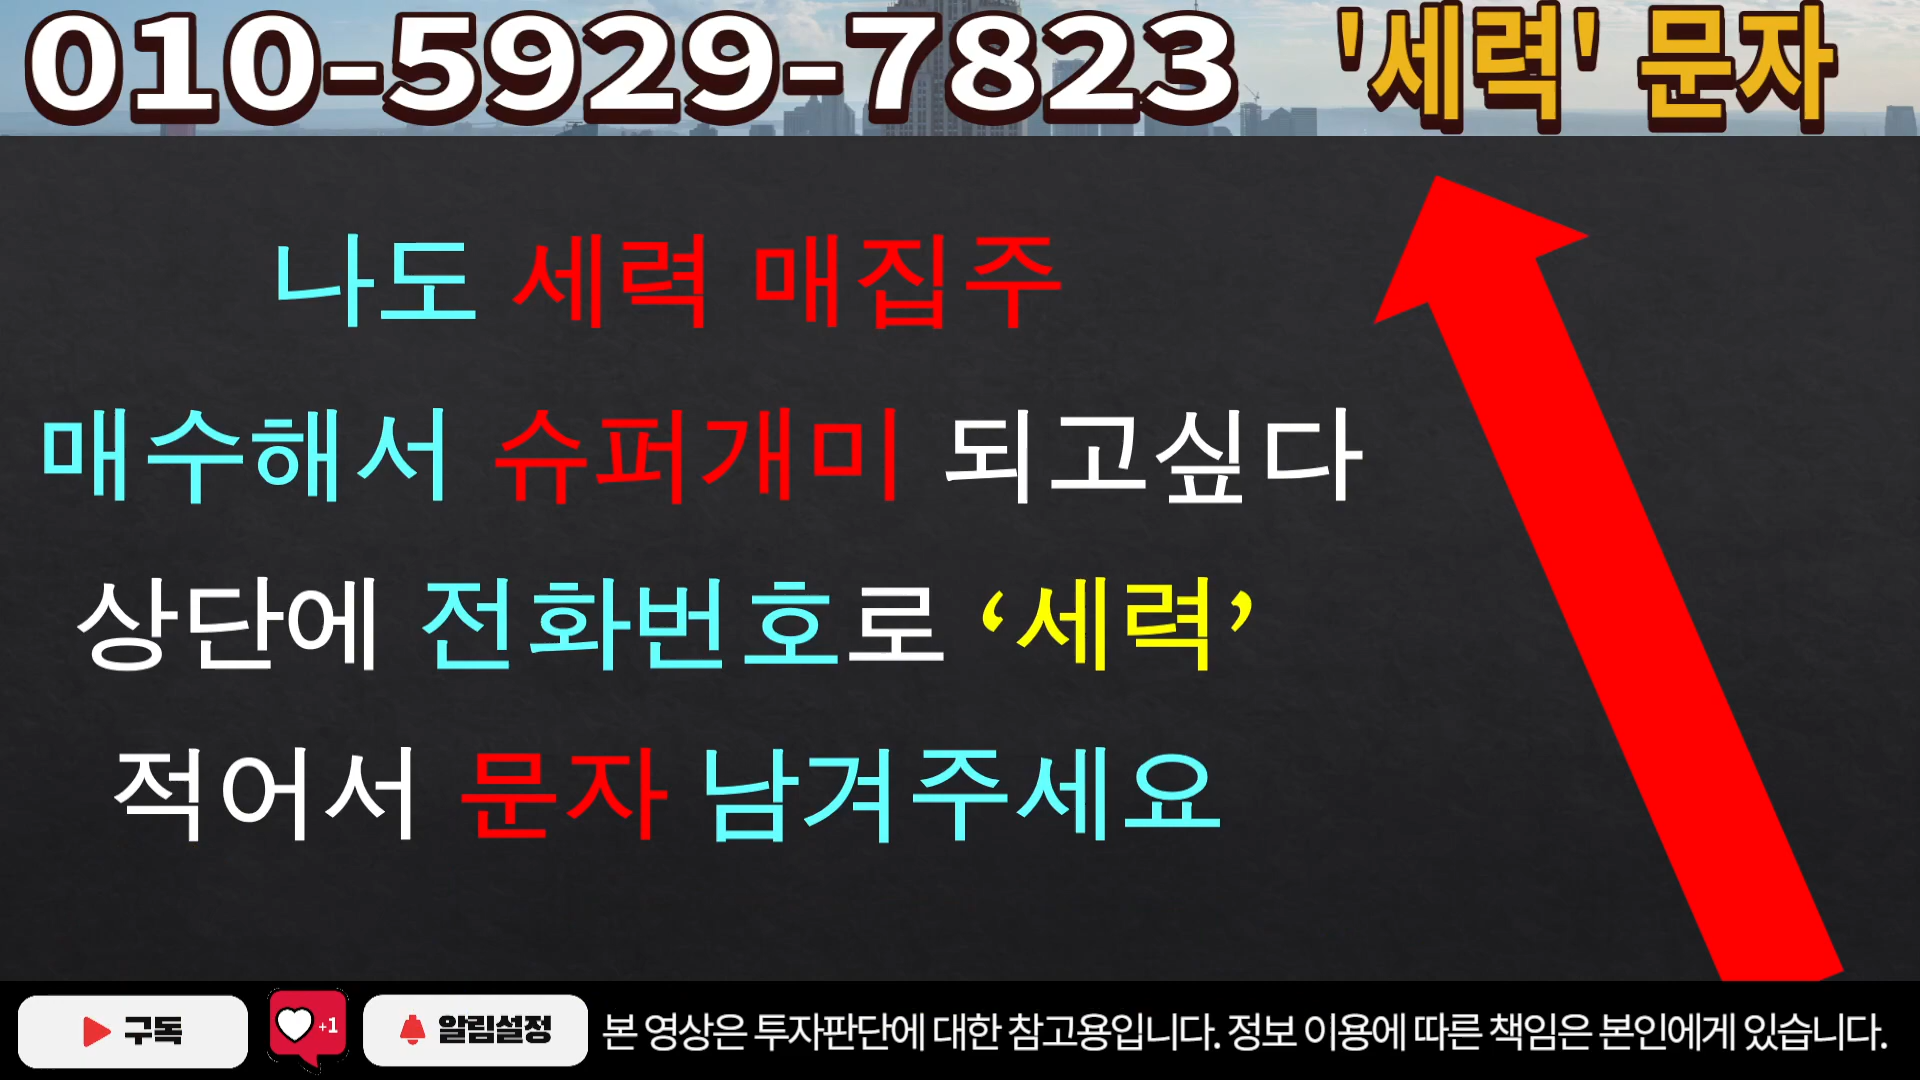 010-5929-7823 '세력' 문자
나도 세력 매집주
매수해서 슈퍼개미 되고싶다
상단에 전화번호로 ‘세력’
적어서 문자 남겨주세요
구독 +1 알림설정 본 영상은 투자판단에 대한 참고용입니다. 정보 이용에 따른 책임은 본인에게 있습니다.